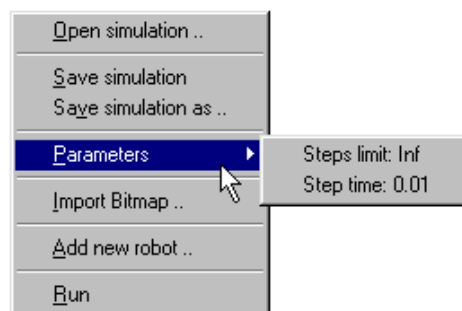 Open simulation ..
Save simulation
Save simulation as ..
Parameters
Steps limit: Inf
Step time: 0.01
Import Bitmap ..
Add new robot ..
Run